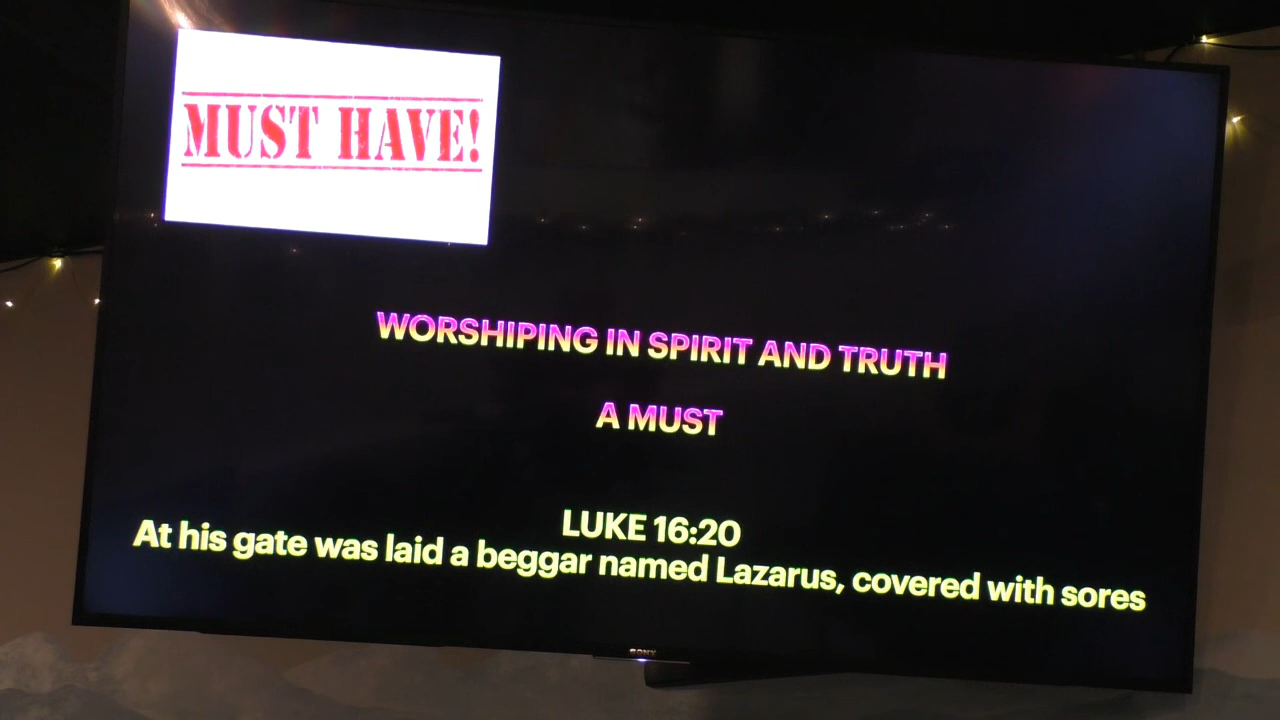 MUST HAVE!
WORSHIPING IN SPIRIT AND TRUTH
A MUST
LUKE 16:20
At his gate was laid a beggar named Lazarus, covered with sores
SONY